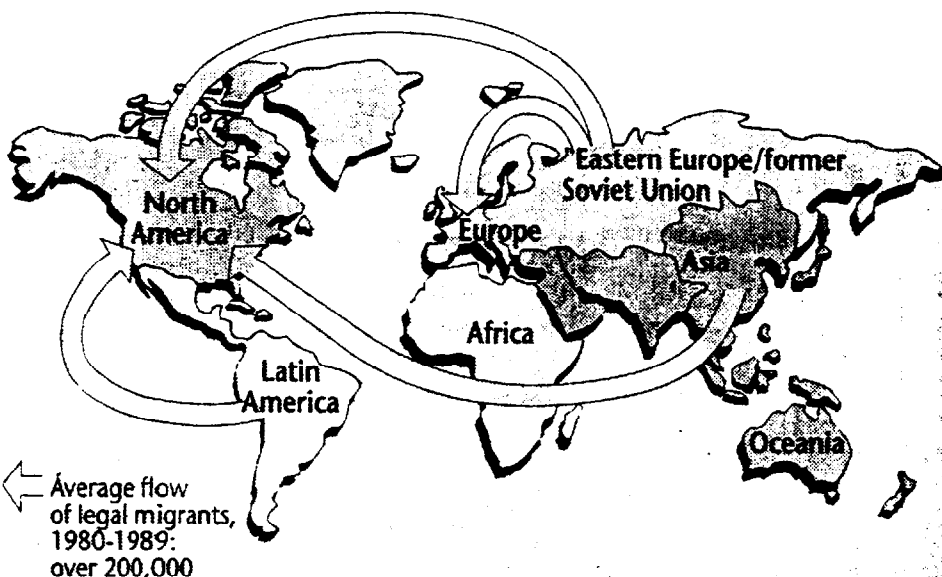 North
America
"Eastern Europe/former
Soviet Union
Europe
Asia
Africa
Latin
America
Oceania
Average flow
of legal migrants,
1980-1989:
over 200,000